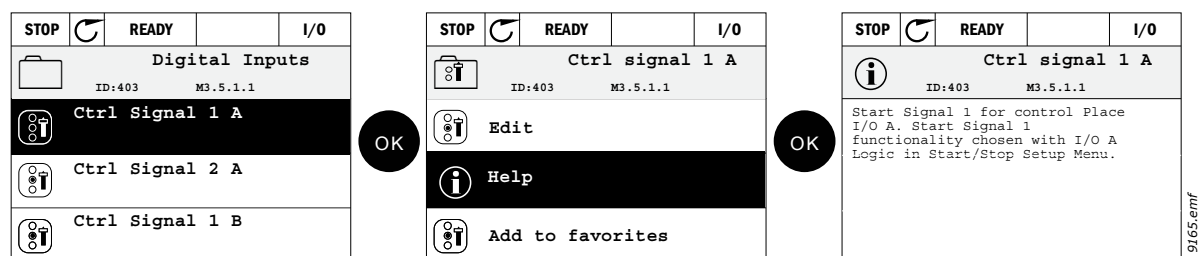 STOP READY I/O
Digital Inputs
ID:403 M3.5.1.1
Ctrl Signal 1 A
Ctrl Signal 2 A
Ctrl Signal 1 B
OK
STOP READY I/O
Ctrl signal 1 A
ID:403 M3.5.1.1
Edit
Help
Add to favorites
OK
STOP READY I/O
Ctrl signal 1 A
ID:403 M3.5.1.1
Start Signal 1 for control Place
I/O A. Start Signal 1
functionality chosen with I/O A
Logic in Start/Stop Setup Menu.
9165.emf